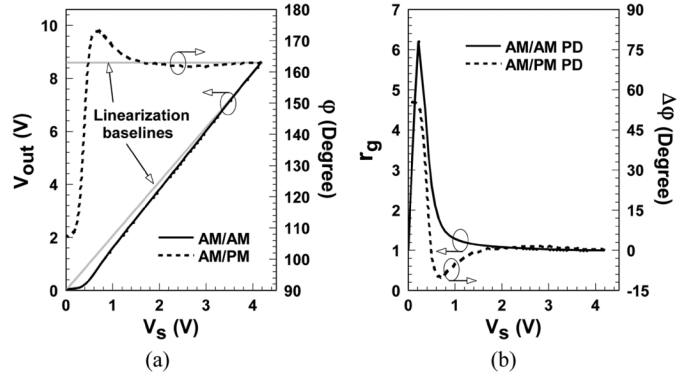 10
8
6
4
2
0
V_out (V)
180
170
160
150
140
130
120
110
100
90
φ (Degree)
Linearization
baselines
AM/AM
AM/PM
0 1 2 3 4
V_s (V)
(a)
7
6
5
4
3
2
1
0
r_g
105
90
75
60
45
30
15
0
-15
Δφ (Degree)
AM/AM PD
AM/PM PD
0 1 2 3 4
V_s (V)
(b)